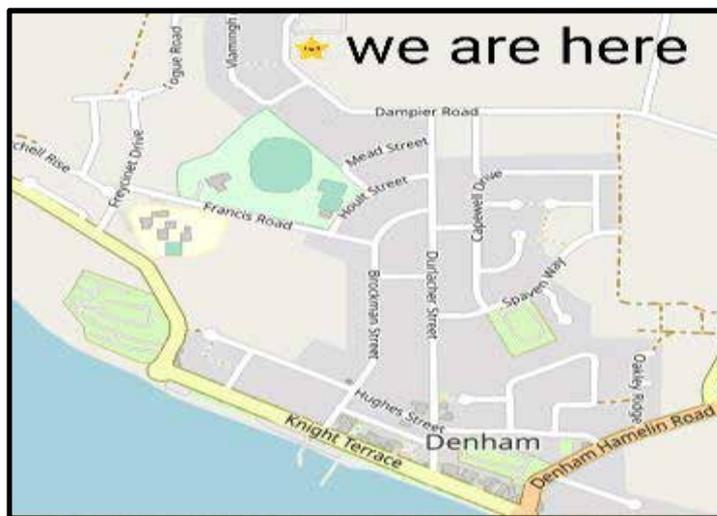 we are here
ogue Road
Vlamingh
Dampier Road
Mead Street
chell Rise
Freycinet Drive
Hoult Street
Francis Road
Capewell Drive
Durlacher Street
Brockman Street
Spaven Way
Oakley Ridge
Hughes Street
Knight Terrace
Denham
Denham Hamelin Road